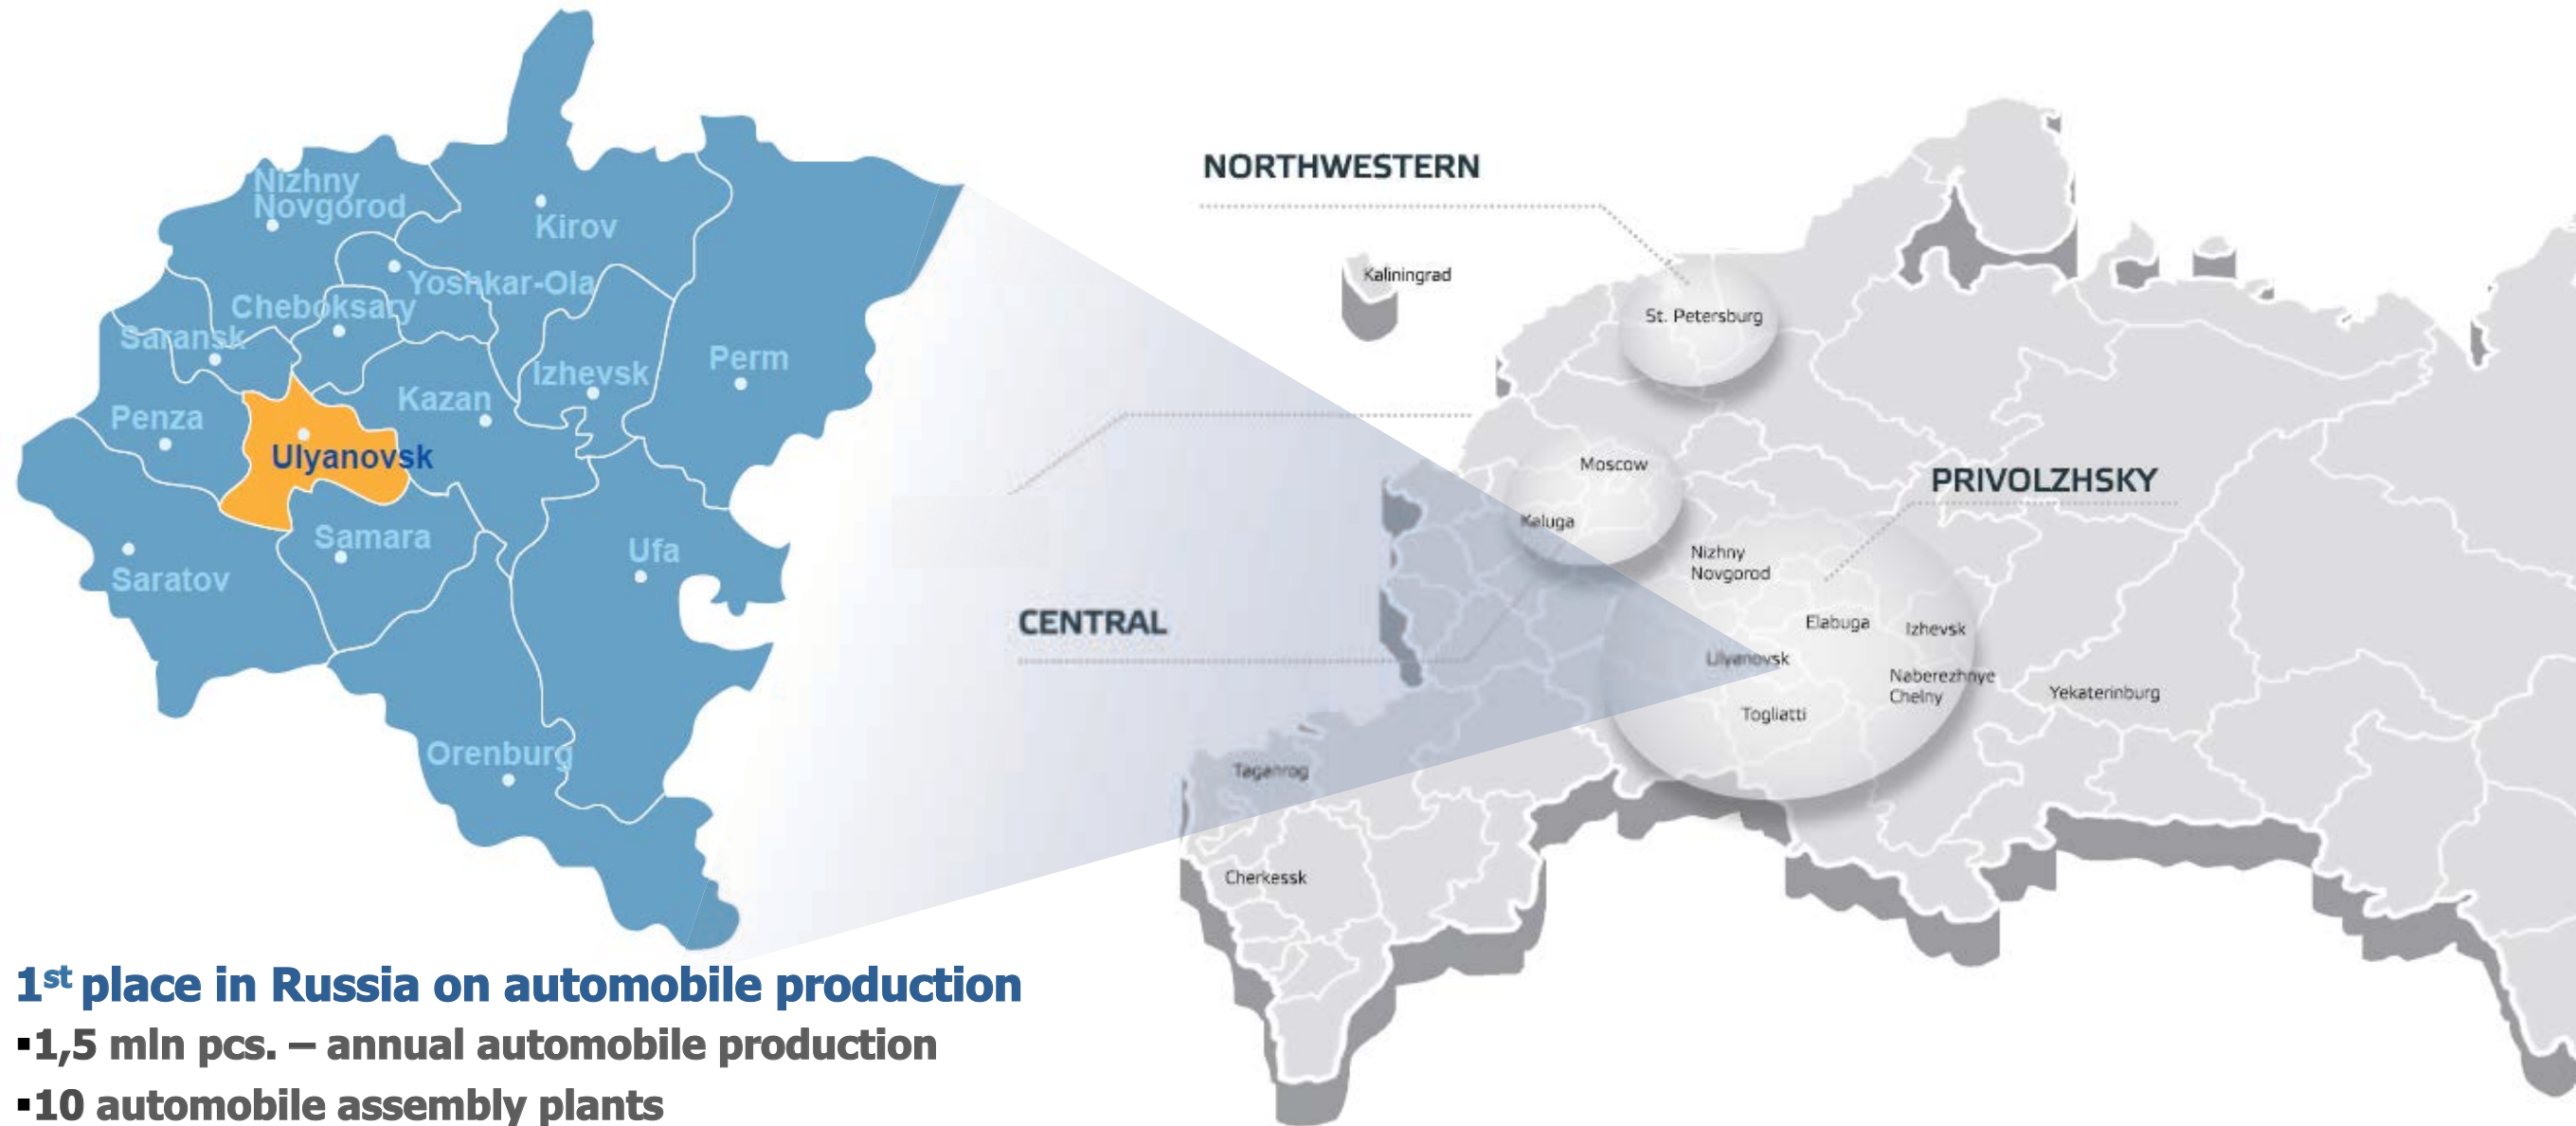 Nizhny
Novgorod
Kirov
Yoshkar-Ola
Cheboksary
Saransk
Perm
Izhevsk
Kazan
Penza
Ulyanovsk
Samara
Ufa
Saratov
Orenburg
NORTHWESTERN
Kaliningrad
St. Petersburg
Moscow
Kaluga
PRIVOLZHSKY
Nizhny
Novgorod
CENTRAL
Elabuga
Izhevsk
Ulyanovsk
Naberezhnye
Chelny
Yekaterinburg
Togliatti
Taganrog
Cherkessk
1st place in Russia on automobile production
▪1,5 mln pcs. – annual automobile production
▪10 automobile assembly plants